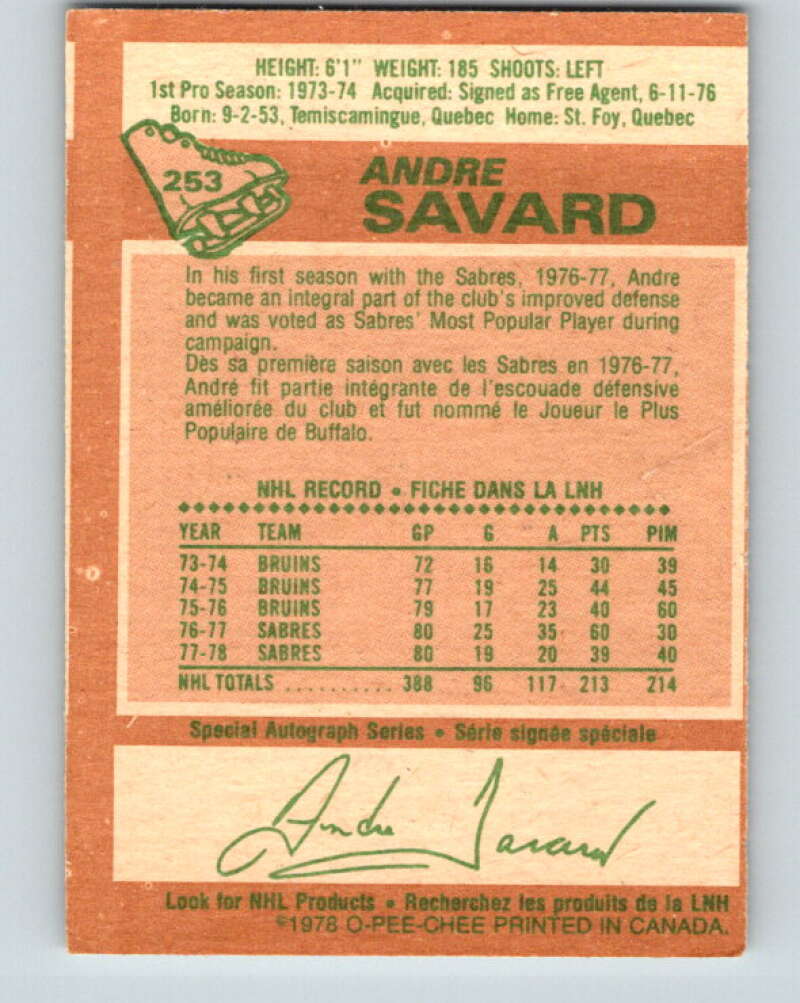 HEIGHT: 6'1" WEIGHT: 185 SHOOTS: LEFT
1st Pro Season: 1973-74 Acquired: Signed as Free Agent, 6-11-76
Born: 9-2-53, Temiscamingue, Quebec Home: St. Foy, Quebec
253
ANDRE
SAVARD
In his first season with the Sabres, 1976-77, Andre
became an integral part of the club's improved defense
and was voted as Sabres' Most Popular Player during
campaign.
Dès sa première saison avec les Sabres en 1976-77,
André fit partie intégrante de l'escouade défensive
améliorée du club et fut nommé le Joueur le Plus
Populaire de Buffalo.
NHL RECORD • FICHE DANS LA LNH
YEAR TEAM GP G A PTS PIM
73-74 BRUINS 72 16 14 30 39
74-75 BRUINS 77 19 25 44 45
75-76 BRUINS 79 17 23 40 60
76-77 SABRES 80 25 35 60 30
77-78 SABRES 80 19 20 39 40
NHL TOTALS .......... 388 96 117 213 214
Special Autograph Series • Série signée spéciale
Andre Savard
Look for NHL Products • Recherchez les produits de la LNH
©1978 O-PEE-CHEE PRINTED IN CANADA.